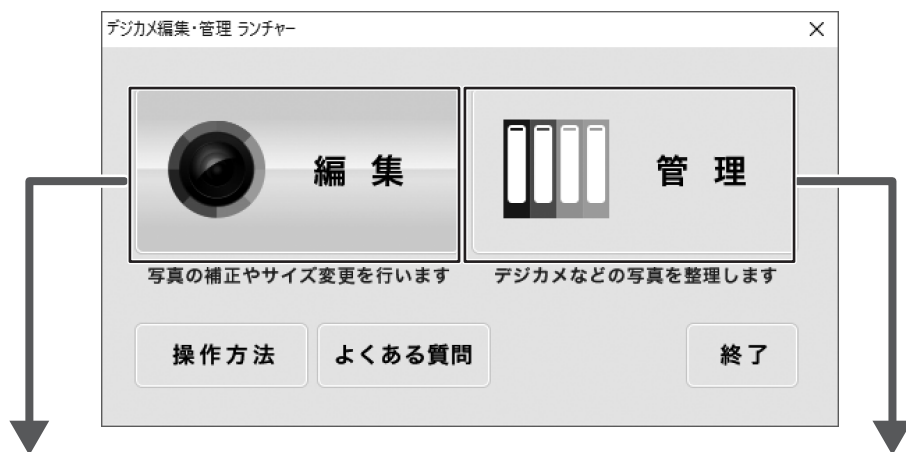 デジカメ編集・管理 ランチャー
編集
管理
写真の補正やサイズ変更を行います
デジカメなどの写真を整理します
操作方法
よくある質問
終了